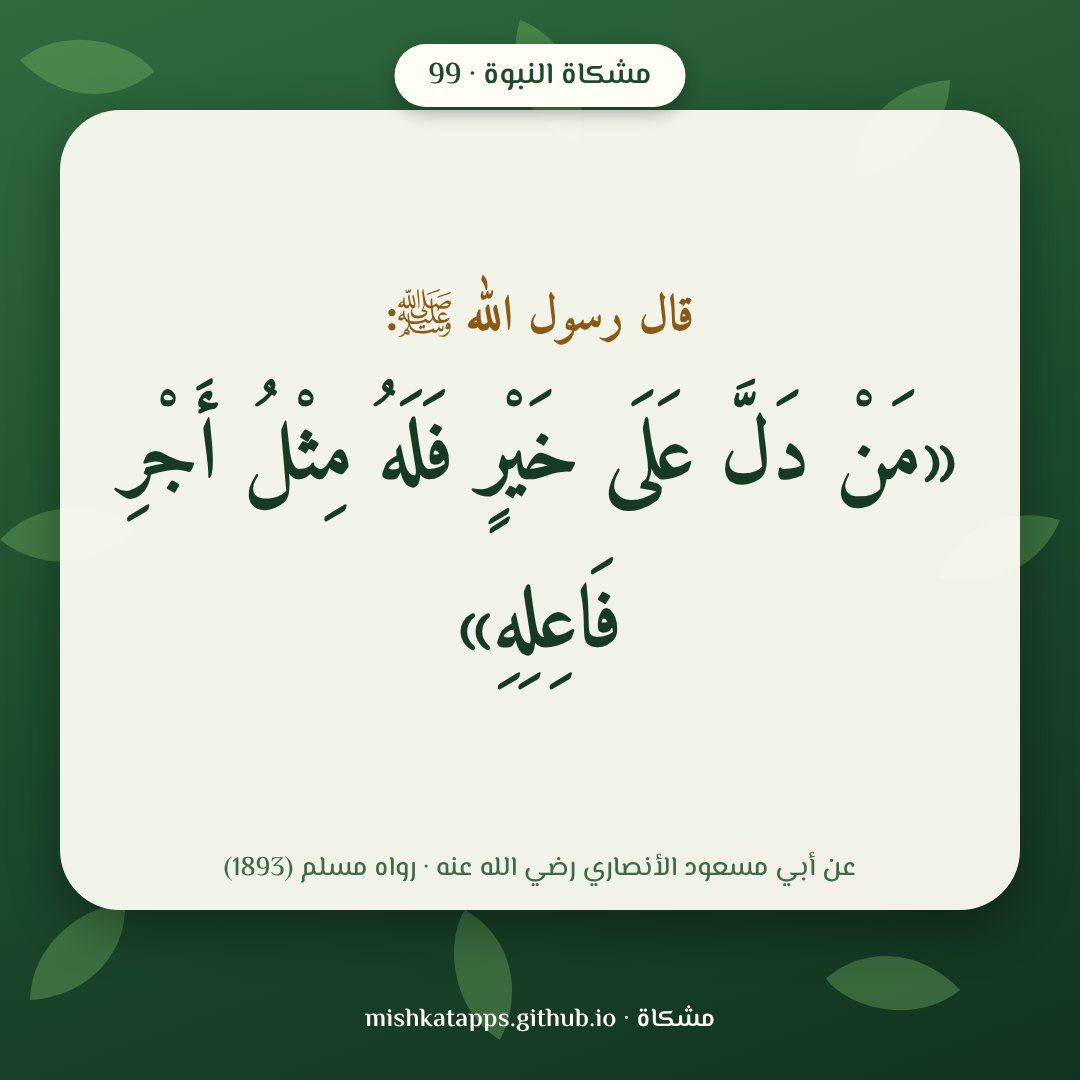 مشكاة النبوة · 99
قال رسول الله ﷺ:
«مَنْ دَلَّ عَلَى خَيْرٍ فَلَهُ مِثْلُ أَجْرِ
فَاعِلِهِ»
عن أبي مسعود الأنصاري رضي الله عنه · رواه مسلم (1893)
مشكاة · mishkatapps.github.io